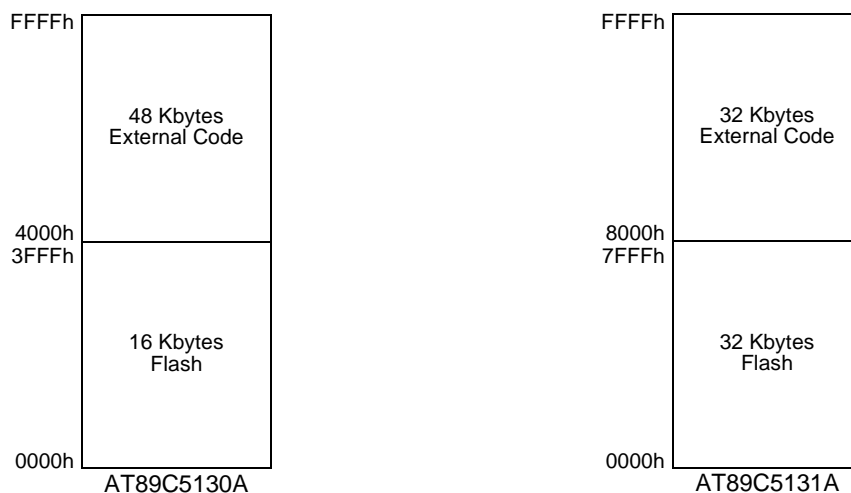 FFFFh
48 Kbytes
External Code
4000h
3FFFh
16 Kbytes
Flash
0000h
AT89C5130A
FFFFh
32 Kbytes
External Code
8000h
7FFFh
32 Kbytes
Flash
0000h
AT89C5131A